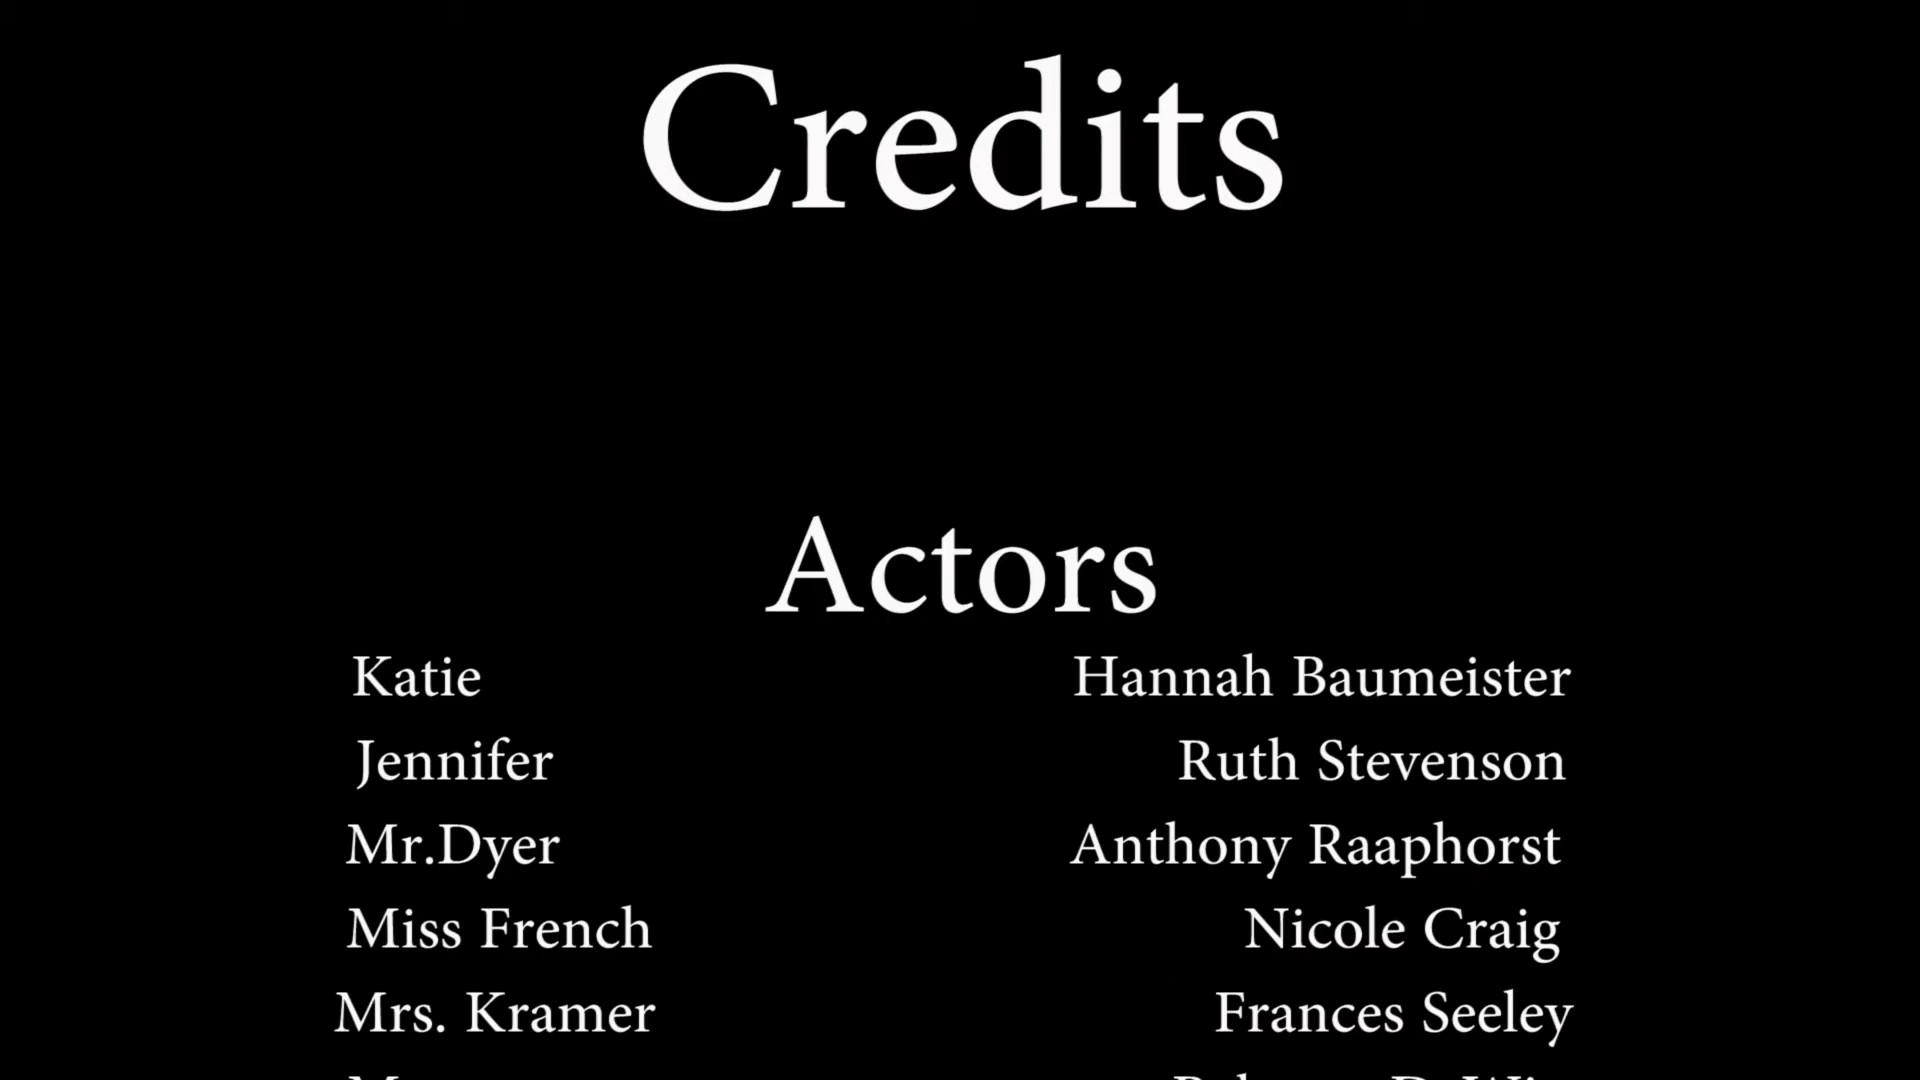 Credits
Actors
Katie Hannah Baumeister
Jennifer Ruth Stevenson
Mr.Dyer Anthony Raaphorst
Miss French Nicole Craig
Mrs. Kramer Frances Seeley